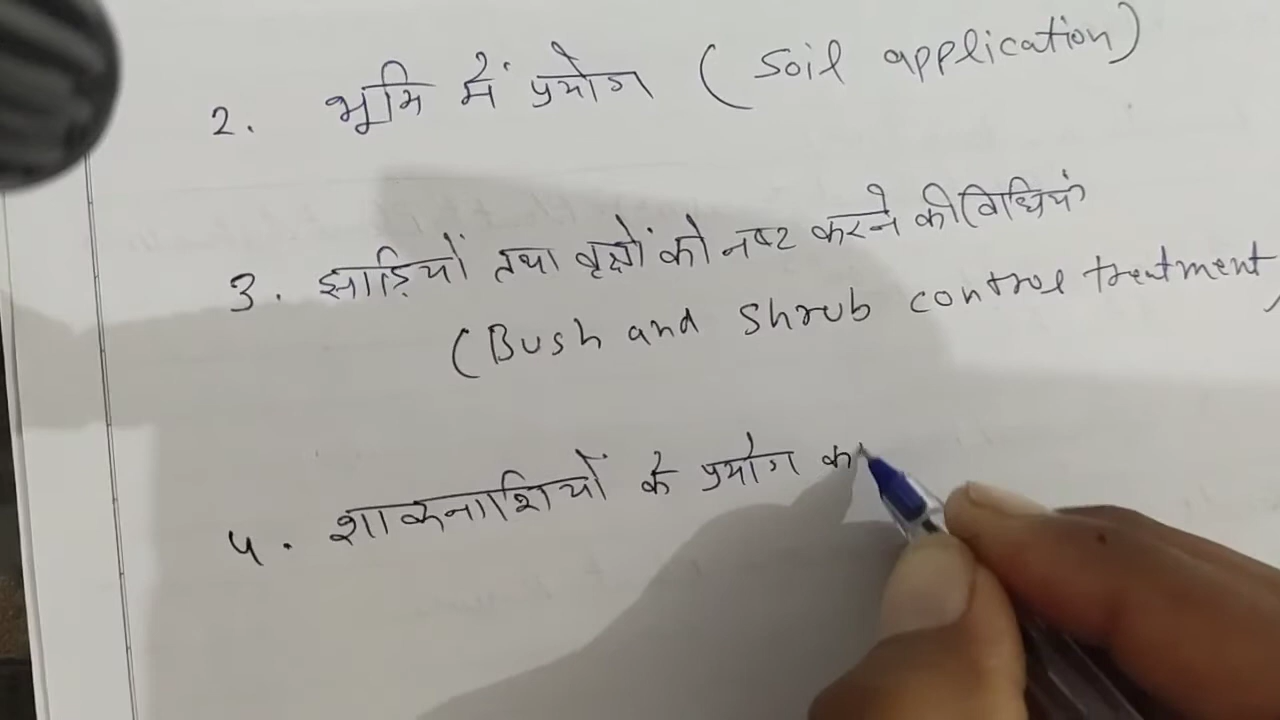 2. भूमि में प्रयोग (Soil application)
3. झाड़ियों तथा वृक्षों को नष्ट करने की विधियां
(Bush and Shrub control treatment)
4. शाकनाशियों के प्रयोग क